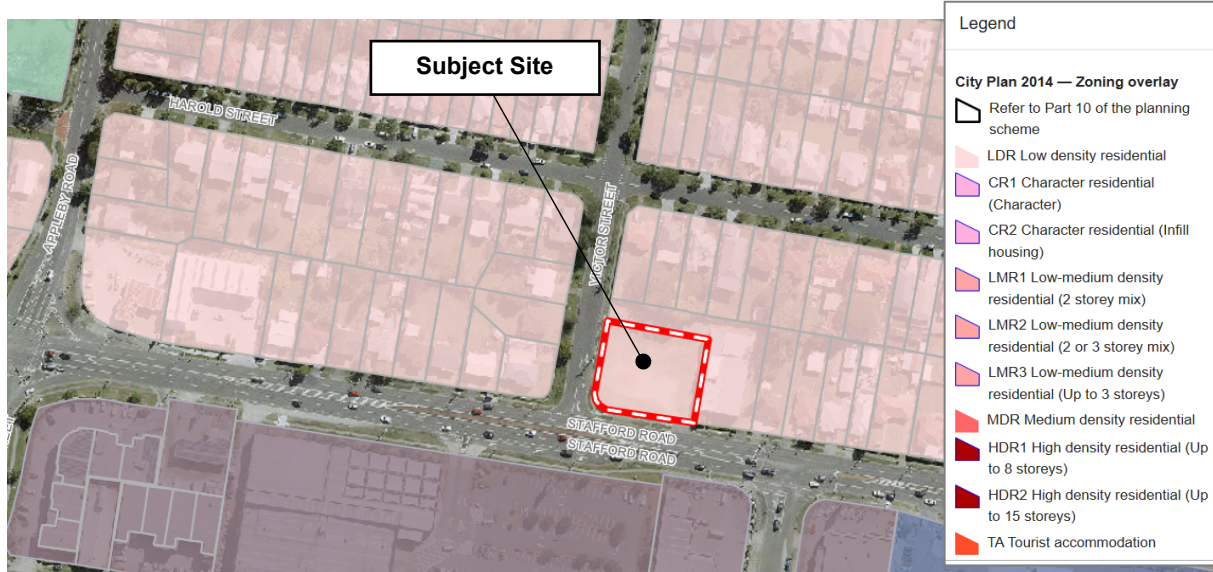 Subject Site
HAROLD STREET
APPLEBY ROAD
VICTOR STREET
STAFFORD ROAD
STAFFORD ROAD
Legend
City Plan 2014 — Zoning overlay
Refer to Part 10 of the planning
scheme
LDR Low density residential
CR1 Character residential
(Character)
CR2 Character residential (Infill
housing)
LMR1 Low-medium density
residential (2 storey mix)
LMR2 Low-medium density
residential (2 or 3 storey mix)
LMR3 Low-medium density
residential (Up to 3 storeys)
MDR Medium density residential
HDR1 High density residential (Up
to 8 storeys)
HDR2 High density residential (Up
to 15 storeys)
TA Tourist accommodation